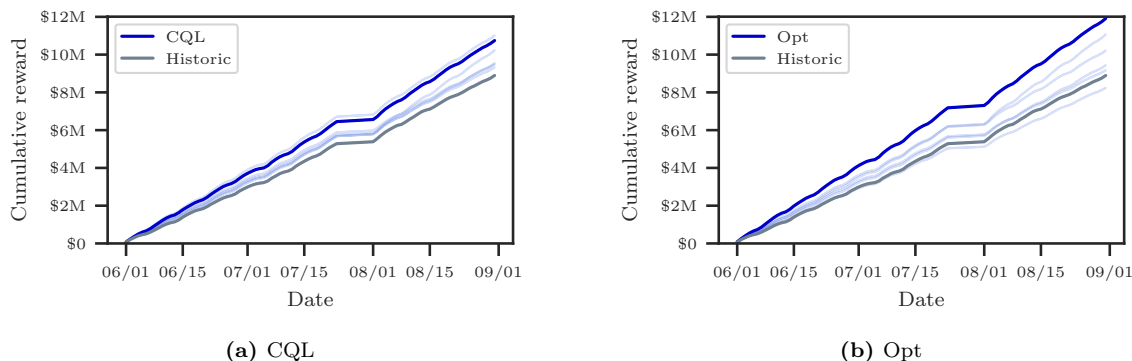 $12M
$10M
$8M
$6M
$4M
$2M
$0
Cumulative reward
CQL
Historic
06/01 06/15 07/01 07/15 08/01 08/15 09/01
Date
(a) CQL
$12M
$10M
$8M
$6M
$4M
$2M
$0
Cumulative reward
Opt
Historic
06/01 06/15 07/01 07/15 08/01 08/15 09/01
Date
(b) Opt